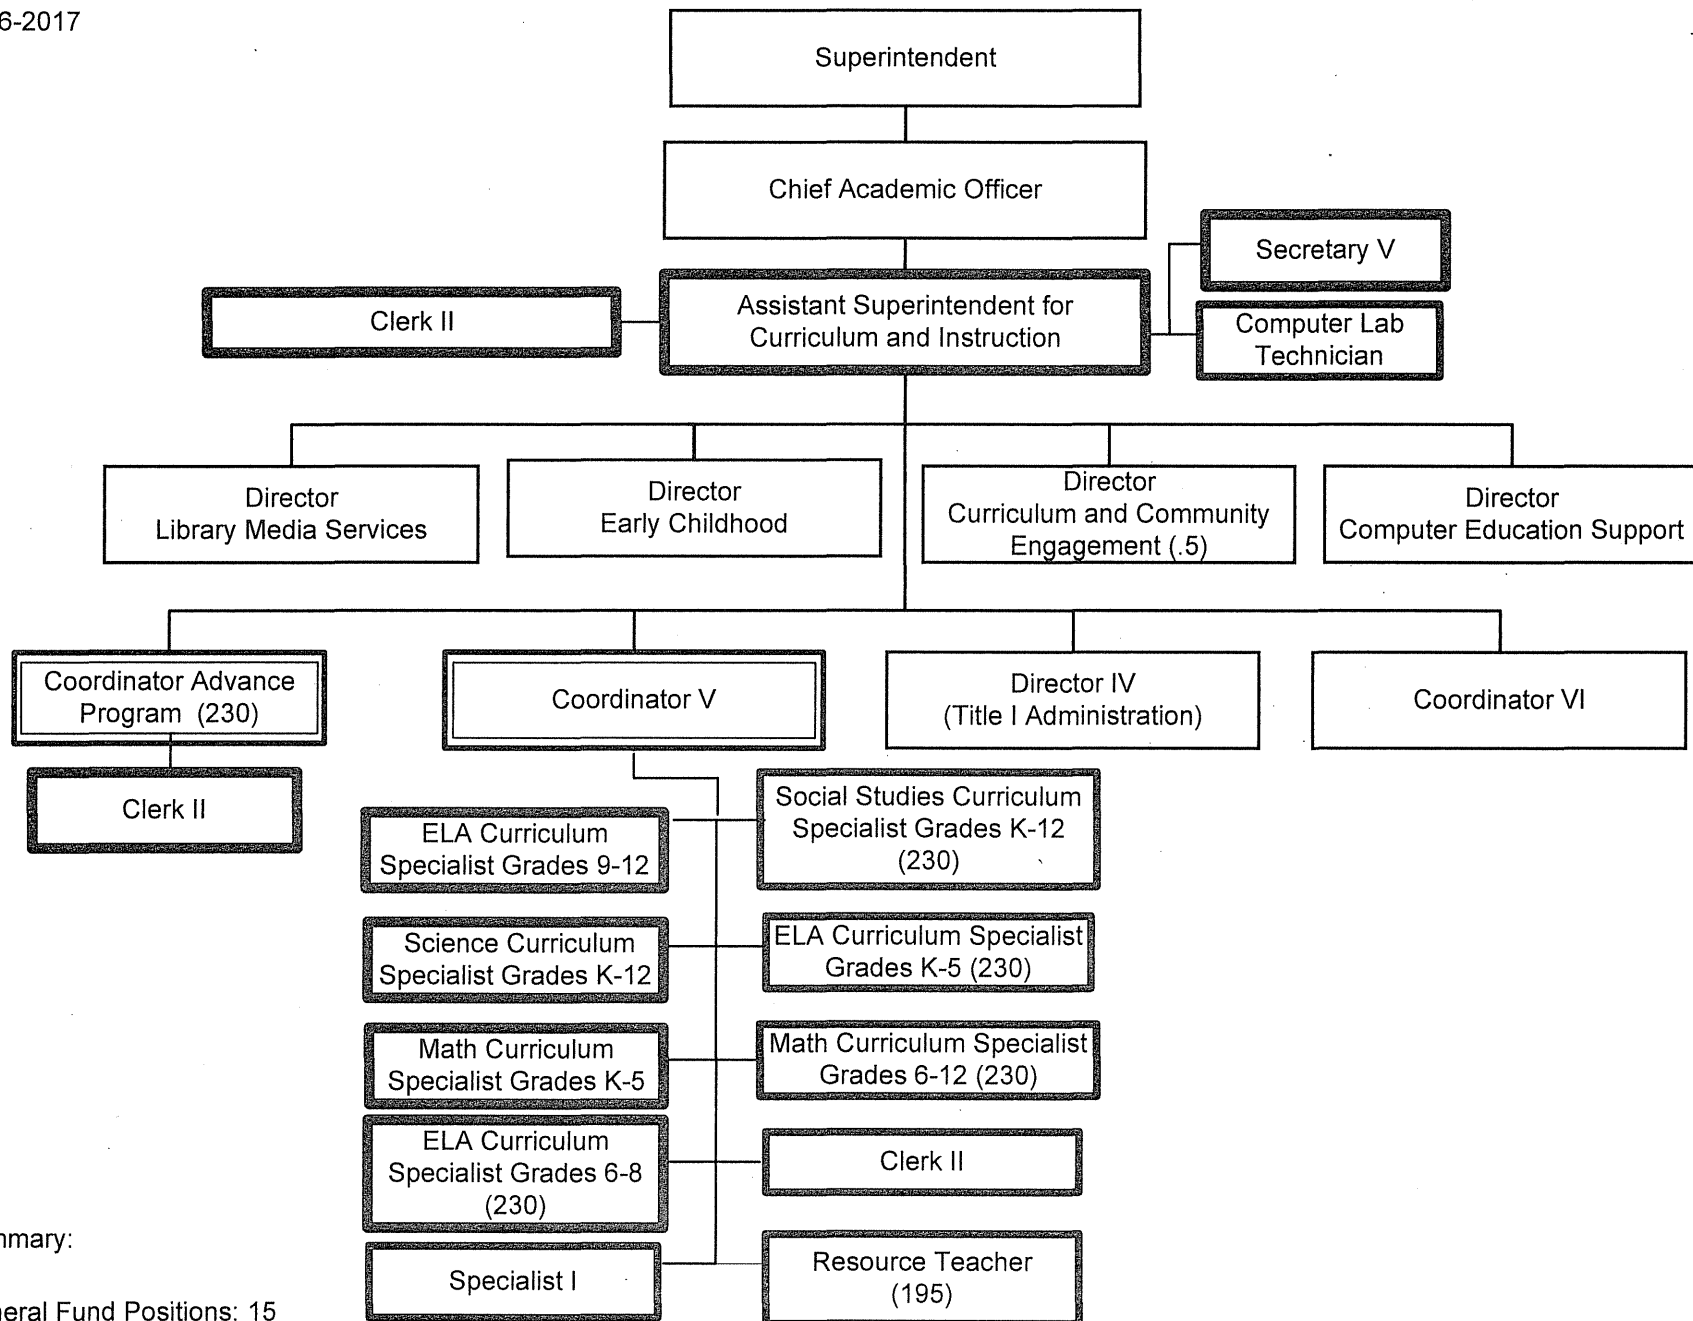 6-2017
Superintendent
Chief Academic Officer
Secretary V
Clerk II
Assistant Superintendent for
Curriculum and Instruction
Computer Lab
Technician
Director
Library Media Services
Director
Early Childhood
Director
Curriculum and Community
Engagement (.5)
Director
Computer Education Support
Coordinator Advance
Program (230)
Coordinator V
Director IV
(Title I Administration)
Coordinator VI
Clerk II
ELA Curriculum
Specialist Grades 9-12
Social Studies Curriculum
Specialist Grades K-12
(230)
Science Curriculum
Specialist Grades K-12
ELA Curriculum Specialist
Grades K-5 (230)
Math Curriculum
Specialist Grades K-5
Math Curriculum Specialist
Grades 6-12 (230)
ELA Curriculum
Specialist Grades 6-8
(230)
Clerk II
Specialist I
Resource Teacher
(195)
nmary:
neral Fund Positions: 15